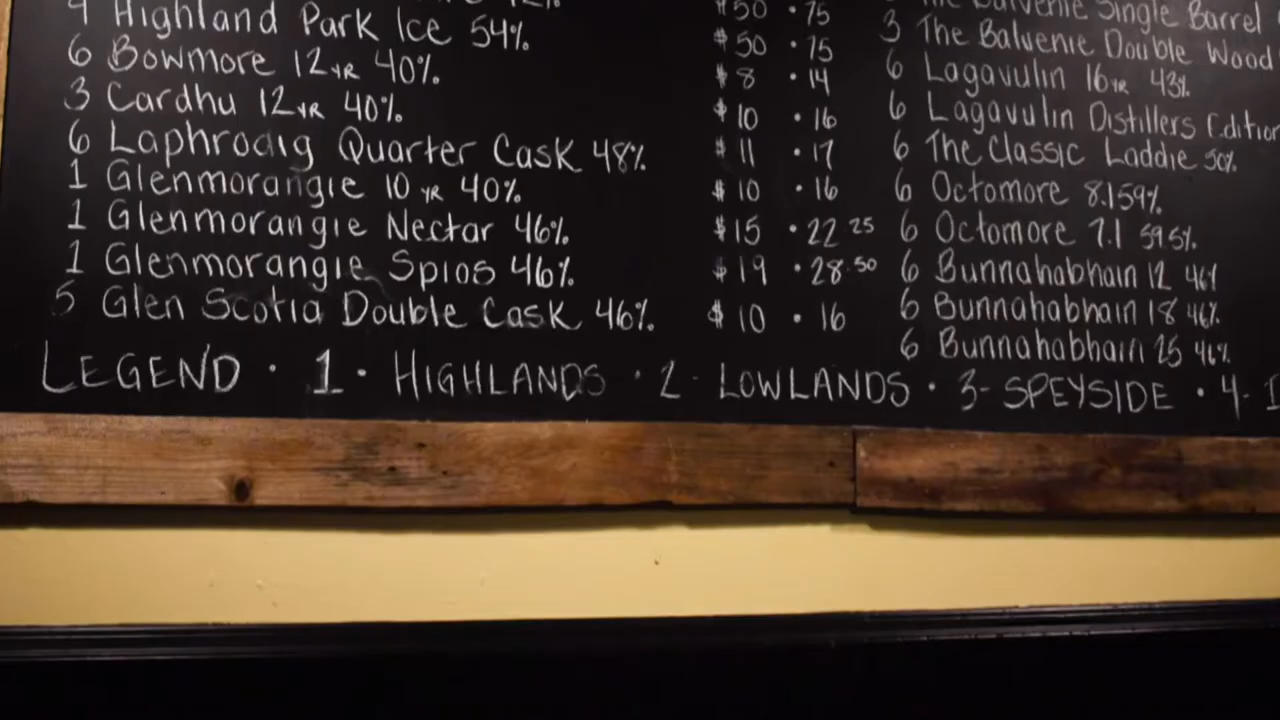 4 Highland Park Ice 54%
6 Bowmore 12 YR 40%
3 Cardhu 12 YR 40%
6 Laphrodig Quarter Cask 48%
1 Glenmorangie 10 YR 40%
1 Glenmorangie Nectar 46%
1 Glenmorangie Spios 46%
5 Glen Scotia Double Cask 46%
$50 • 75
$50 • 75
$8 • 14
$10 • 16
$11 • 17
$10 • 16
$15 • 22 25
$19 • 28.50
$10 • 16
The Balvenie Single Barrel
3 The Balvenie Double Wood
6 Lagavulin 16 YR 43%
6 Lagavulin Distillers Edition
6 The Classic Laddie 50%
6 Octomore 8.1 59%
6 Octomore 7.1 59.5%
6 Bunnahabhain 12 46%
6 Bunnahabhain 18 46%
6 Bunnahabhain 25 46%
LEGEND • 1 • HIGHLANDS • 2 - LOWLANDS • 3 - SPEYSIDE • 4 -